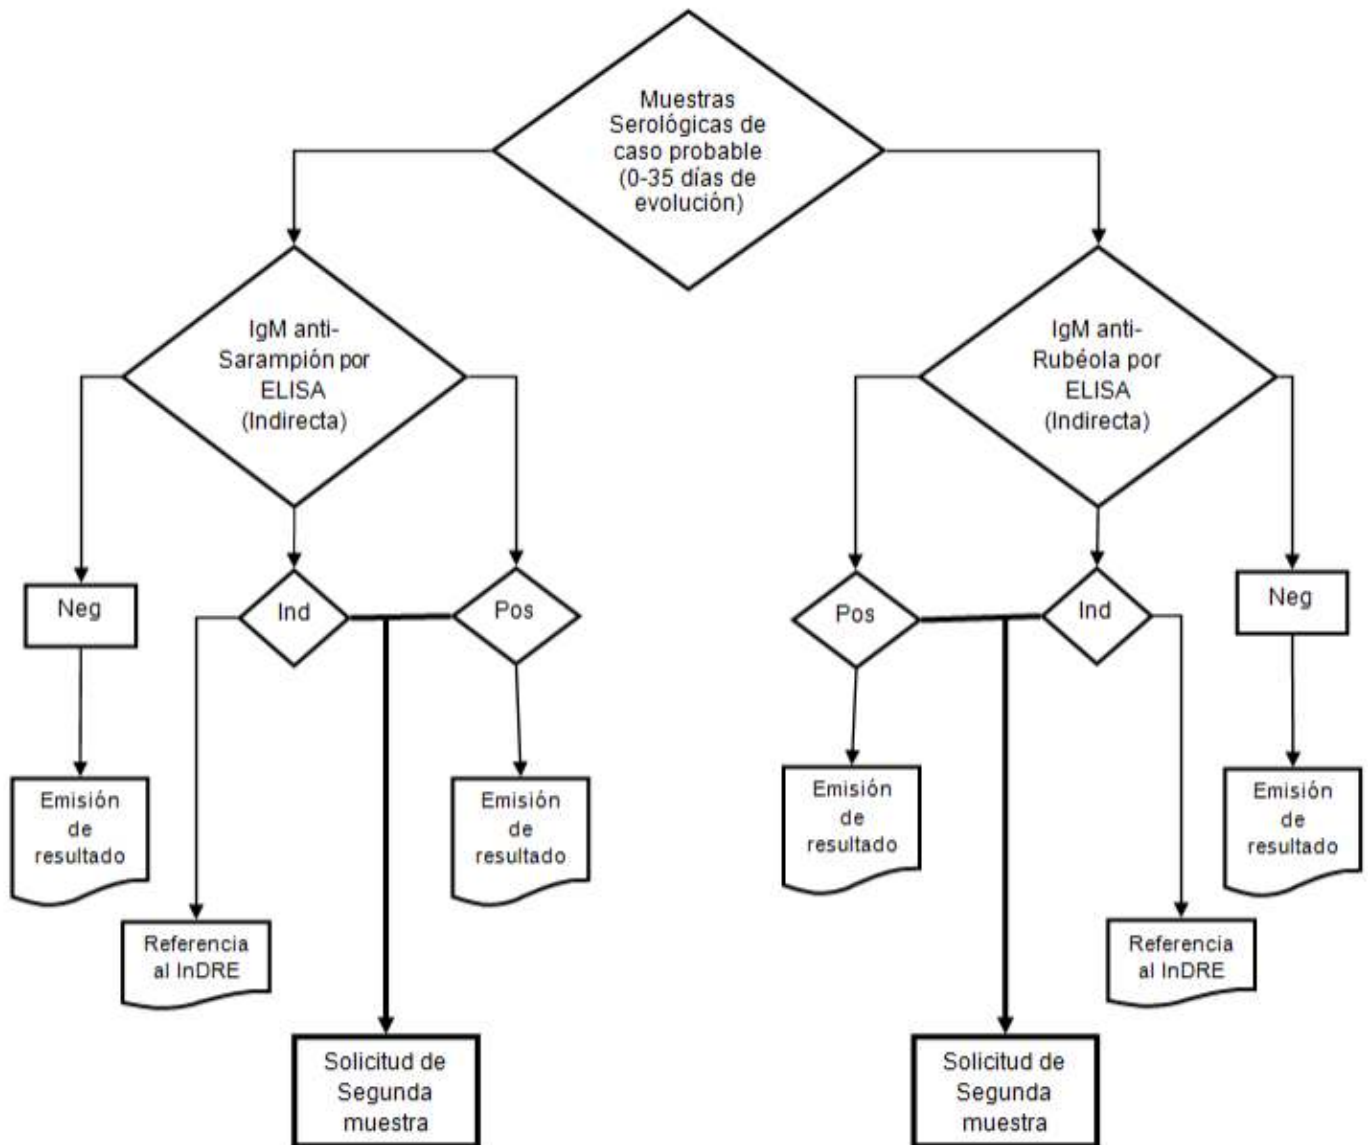 Muestras
Serológicas de
caso probable
(0-35 días de
evolución)
IgM anti-
Sarampión por
ELISA
(Indirecta)
IgM anti-
Rubéola por
ELISA
(Indirecta)
Neg
Ind
Pos
Pos
Ind
Neg
Emisión
de
resultado
Emisión
de
resultado
Emisión
de
resultado
Emisión
de
resultado
Referencia
al InDRE
Referencia
al InDRE
Solicitud de
Segunda
muestra
Solicitud de
Segunda
muestra